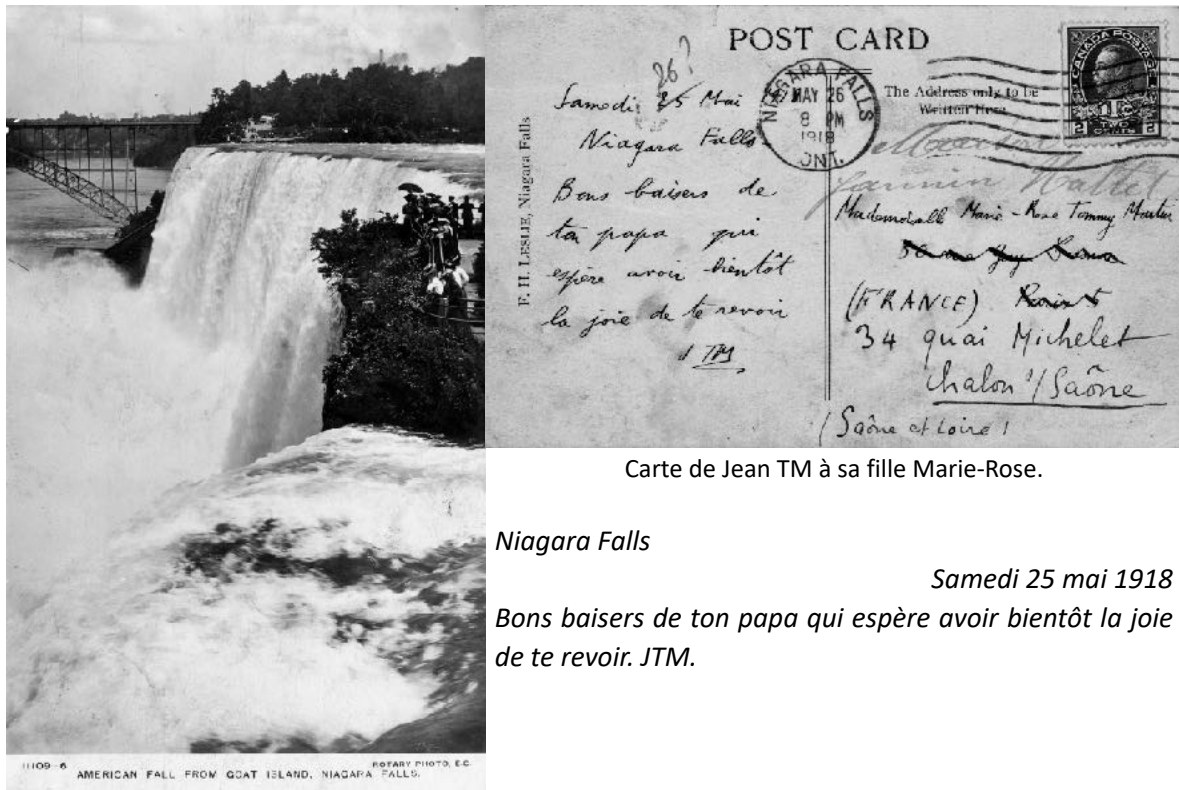 11109-6
ROTARY PHOTO, E.C.
AMERICAN FALL FROM GOAT ISLAND, NIAGARA FALLS.
POST CARD
F. H. LESLIE, Niagara Falls
26?
Samedi 25 Mai
Niagara Falls
Bons baisers de
ton papa qui
espère avoir bientôt
la joie de te revoir
JTM
NIAGARA FALLS
MAY 26
8 PM
1918
ONT.
The Address only to be
Written Here
CANADA POSTAGE
2 CENTS 2
Mademoisell Marie-Rose Tommy Martin
(FRANCE)
34 quai Michelet
Chalon s/Saône
(Saône et Loire)
Carte de Jean TM à sa fille Marie-Rose.
Niagara Falls
Samedi 25 mai 1918
Bons baisers de ton papa qui espère avoir bientôt la joie
de te revoir. JTM.